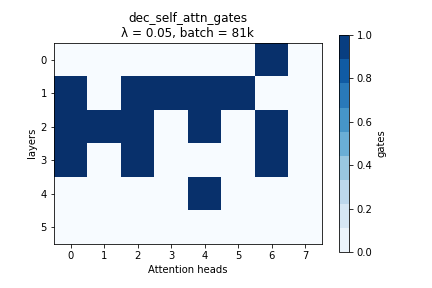 dec_self_attn_gates
λ = 0.05, batch = 81k
layers
0
1
2
3
4
5
0 1 2 3 4 5 6 7
Attention heads
1.0
0.8
0.6
0.4
0.2
0.0
gates